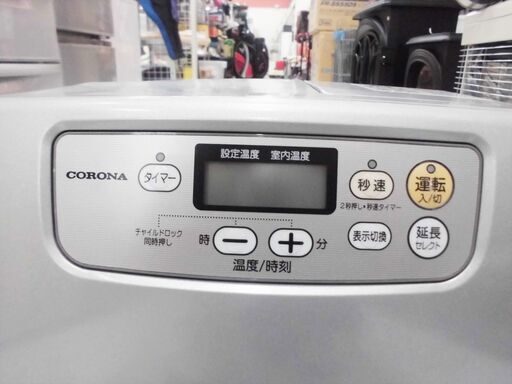 設定温度 室内温度
CORONA
タイマー
秒速
2秒押し•秒速タイマー
運転
入/切
チャイルドロック
同時押し
時 − + 分
温度/時刻
表示切換
延長
セレクト